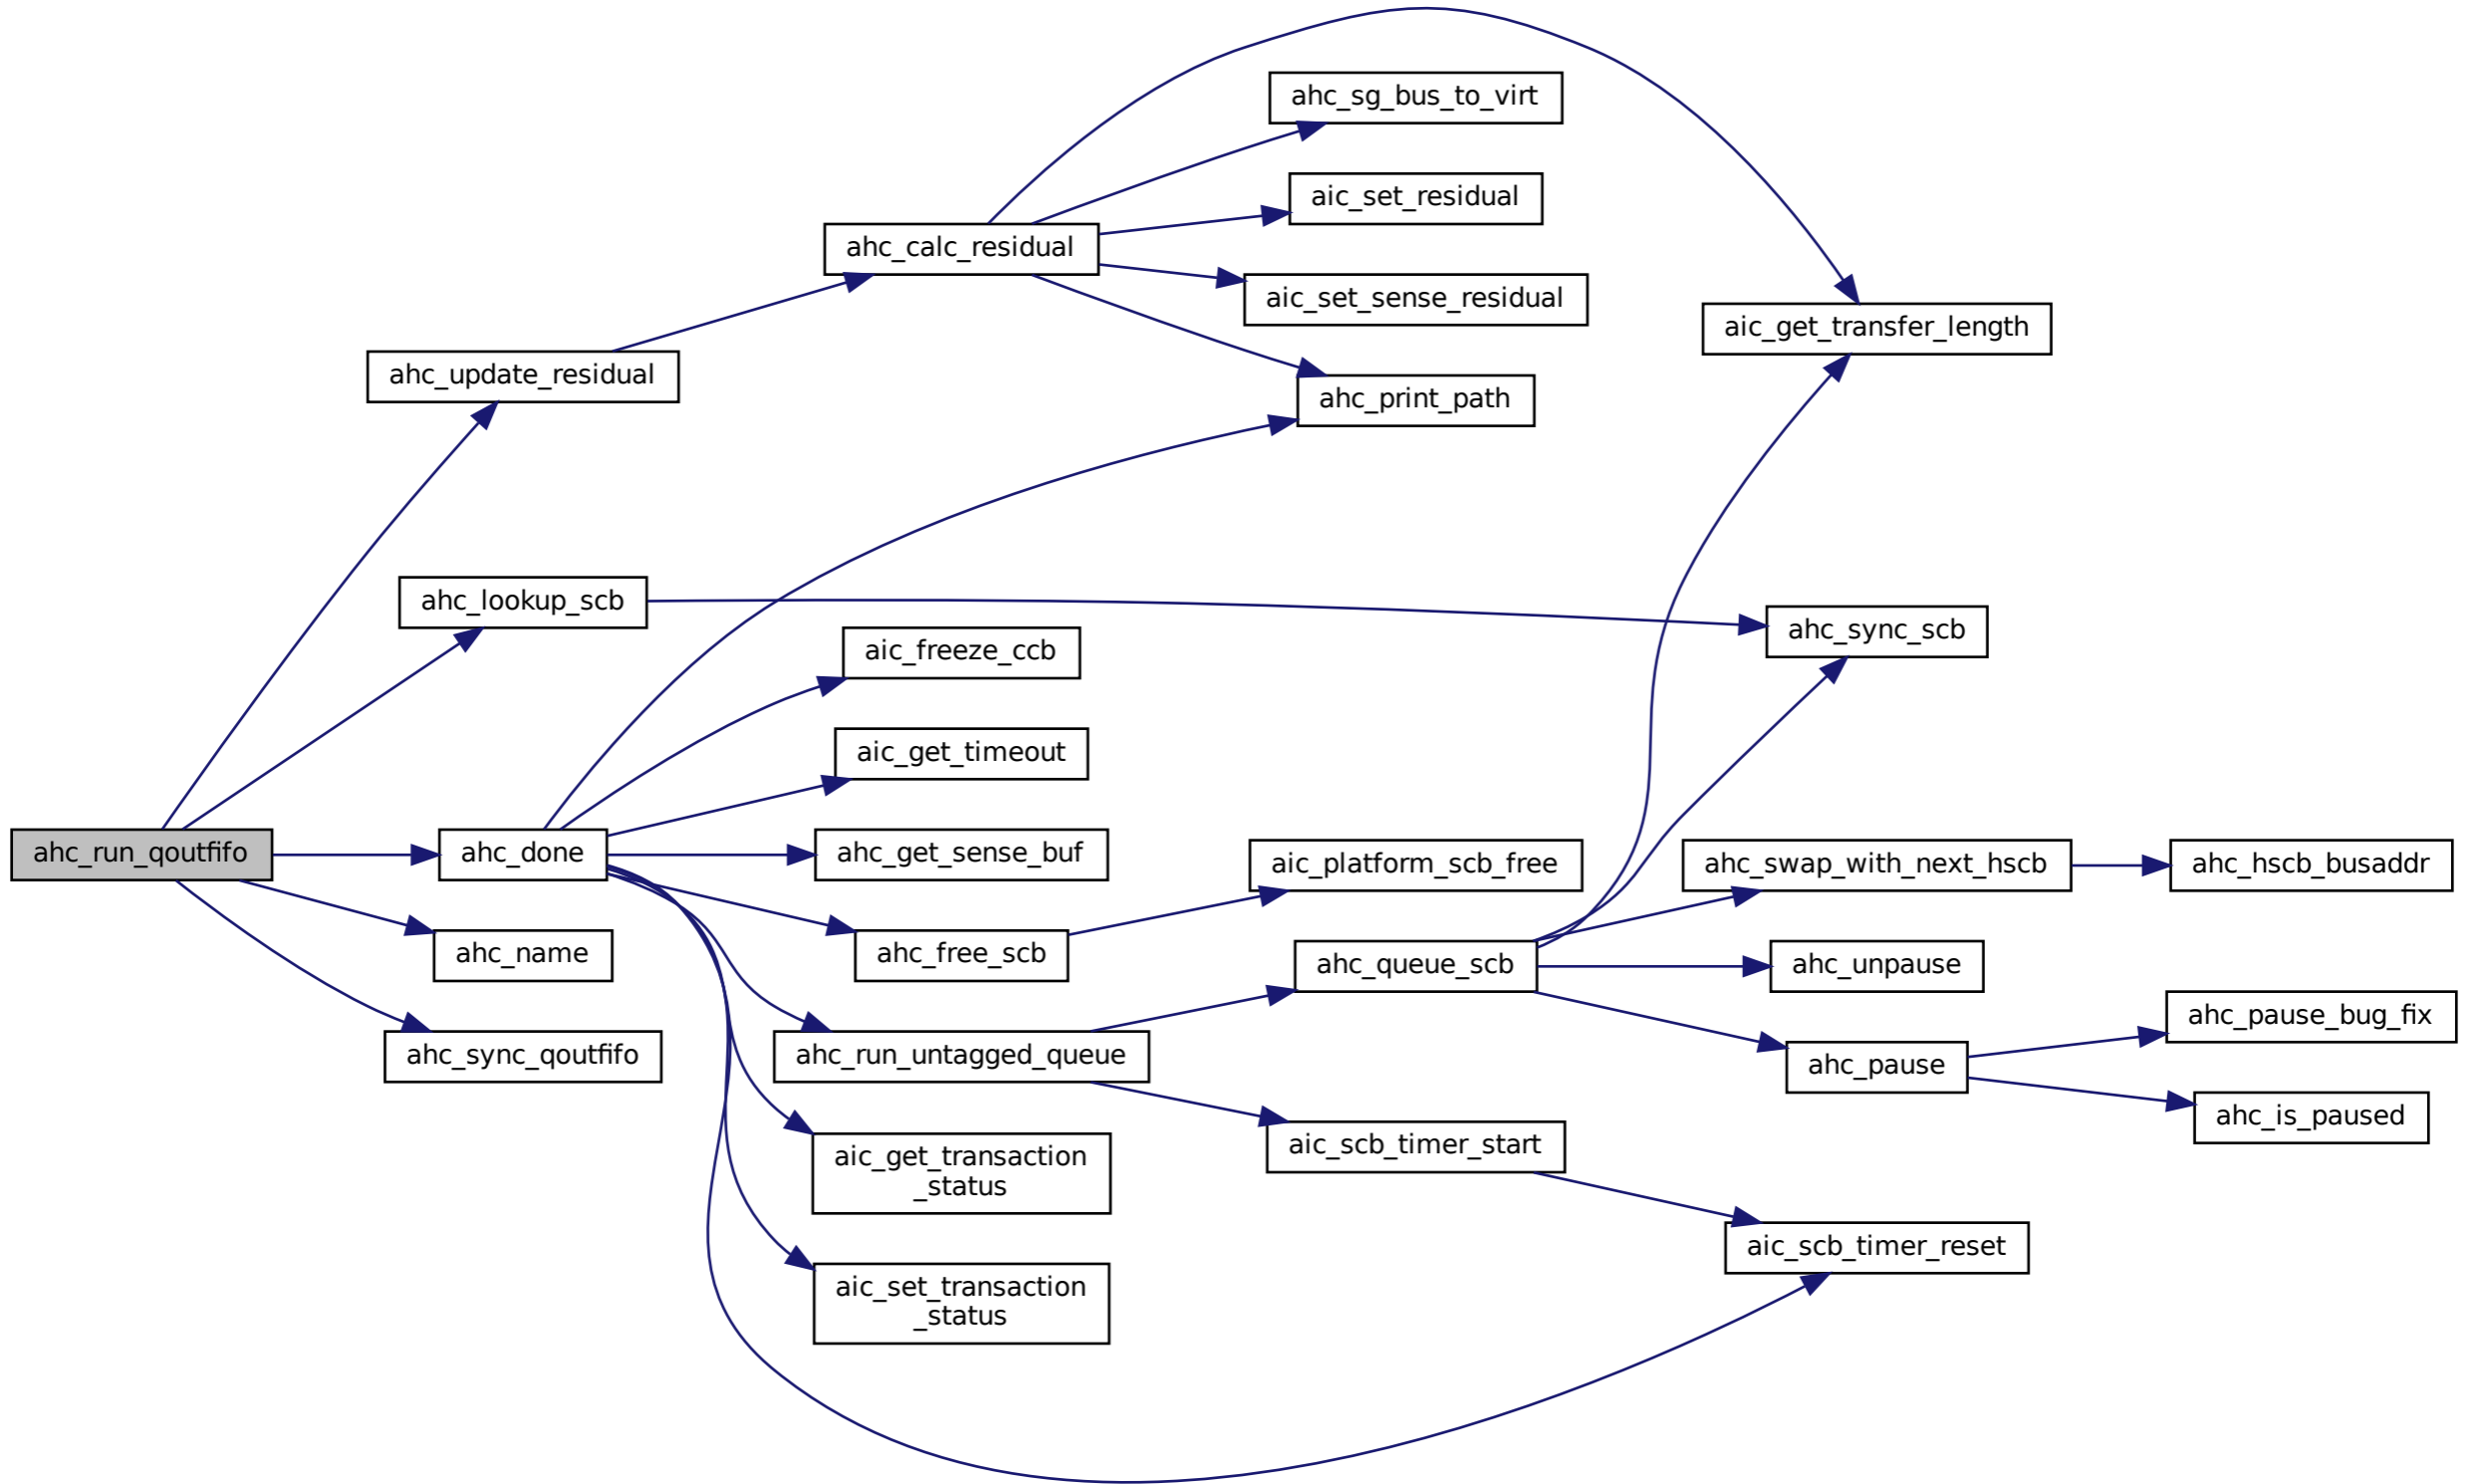 ahc_sg_bus_to_virt
aic_set_residual
ahc_calc_residual
aic_set_sense_residual
aic_get_transfer_length
ahc_update_residual
ahc_print_path
ahc_lookup_scb
ahc_sync_scb
aic_freeze_ccb
aic_get_timeout
ahc_run_qoutfifo
ahc_done
ahc_get_sense_buf
aic_platform_scb_free
ahc_swap_with_next_hscb
ahc_hscb_busaddr
ahc_name
ahc_free_scb
ahc_queue_scb
ahc_unpause
ahc_pause_bug_fix
ahc_sync_qoutfifo
ahc_run_untagged_queue
ahc_pause
ahc_is_paused
aic_scb_timer_start
aic_get_transaction
_status
aic_scb_timer_reset
aic_set_transaction
_status